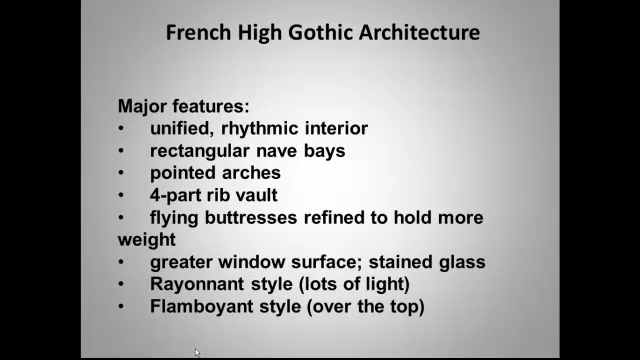 French High Gothic Architecture
Major features:
• unified, rhythmic interior
• rectangular nave bays
• pointed arches
• 4-part rib vault
• flying buttresses refined to hold more
weight
• greater window surface; stained glass
• Rayonnant style (lots of light)
• Flamboyant style (over the top)